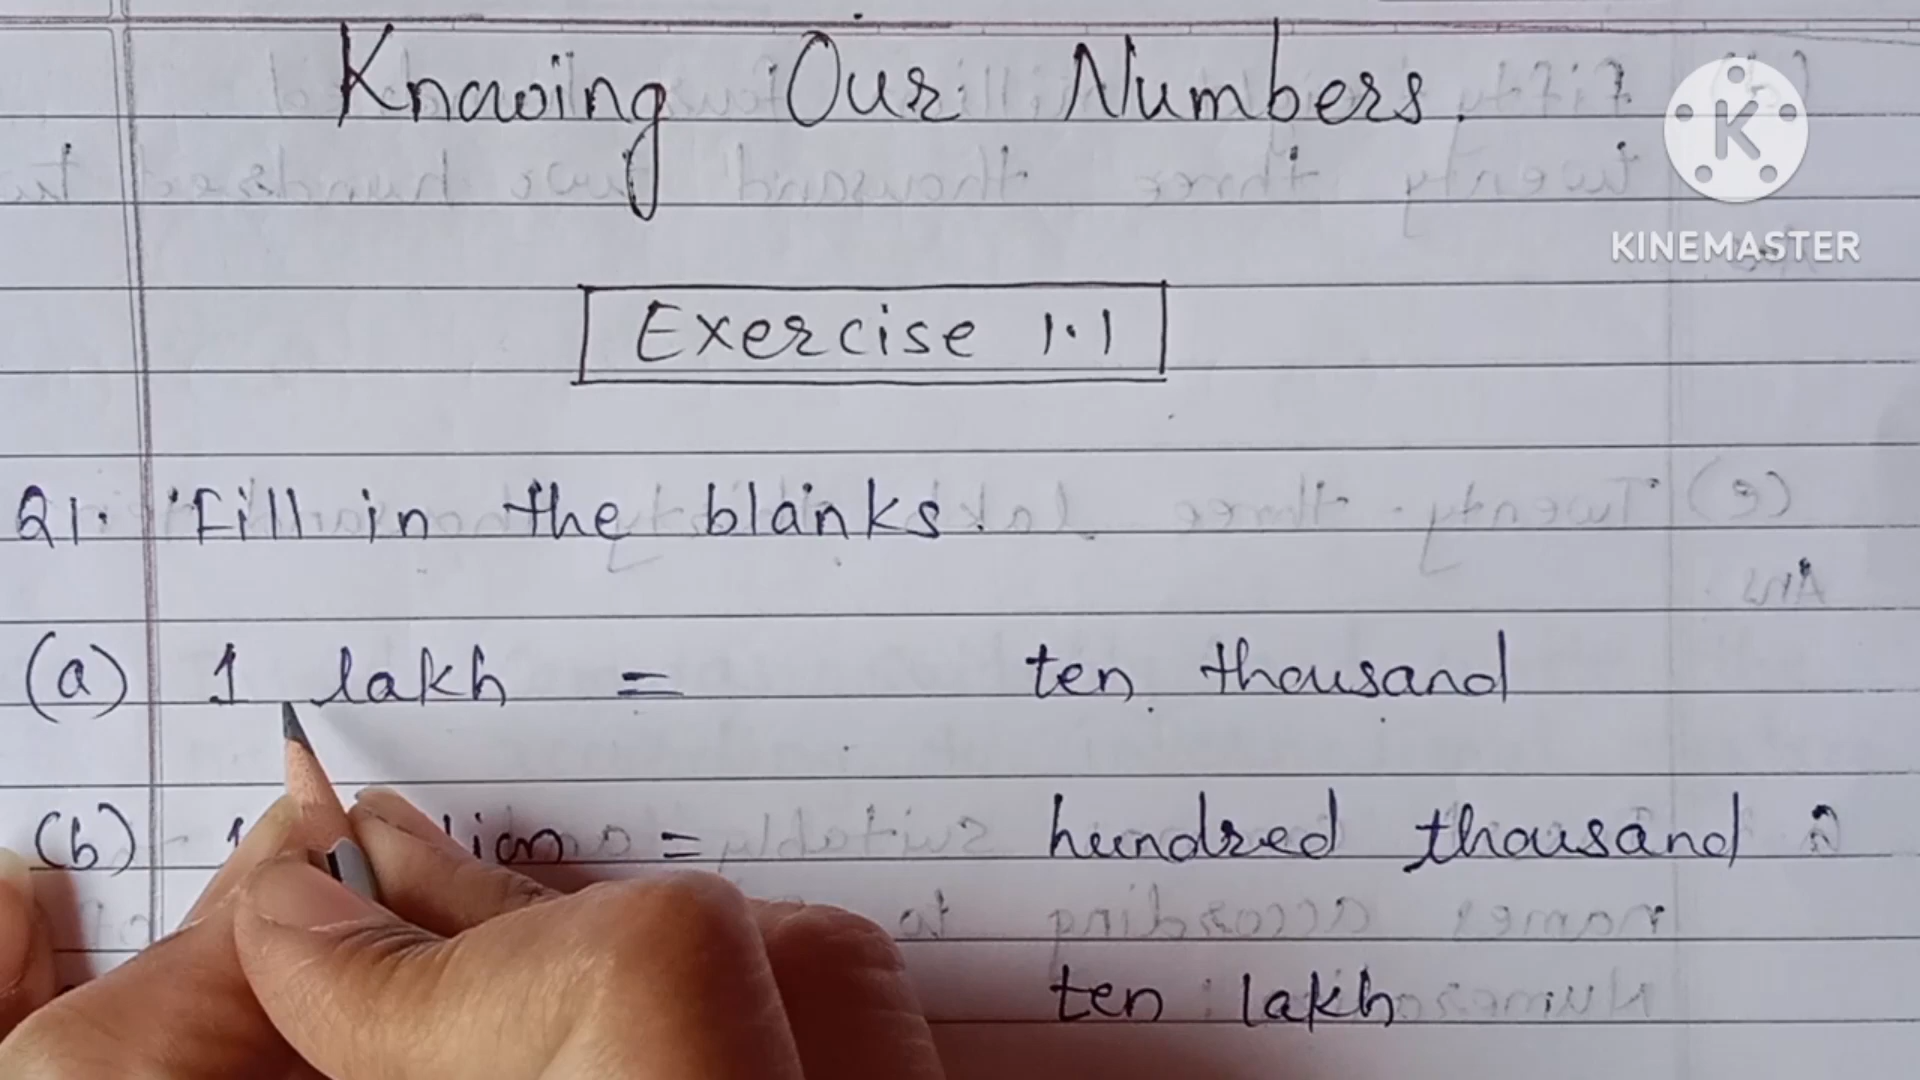 Knowing Our Numbers.
KINEMASTER
Exercise 1.1
Q1. Fill in the blanks.
(a) 1 lakh = ten thousand
(b) 1 = hundred thousand
ten lakh